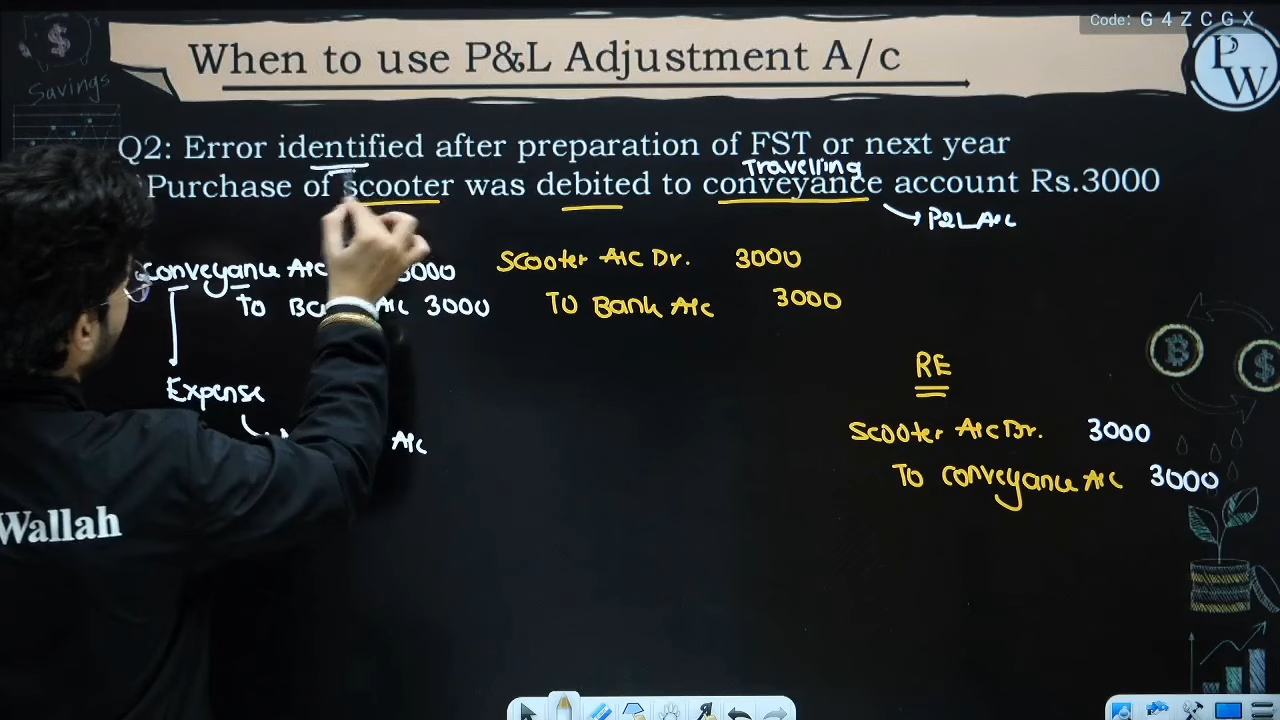 Code: G 4 Z C G X
When to use P&L Adjustment A/c
P
W
Savings
Q2: Error identified after preparation of FST or next year
Travelling
Purchase of scooter was debited to conveyance account Rs.3000
P&L A/c
Conveyance A/c 3000
To A/c 3000
Scooter A/c Dr. 3000
To Bank A/c 3000
Expense
A/c
RE
Scooter A/c Dr. 3000
To conveyance A/c 3000
Wallah